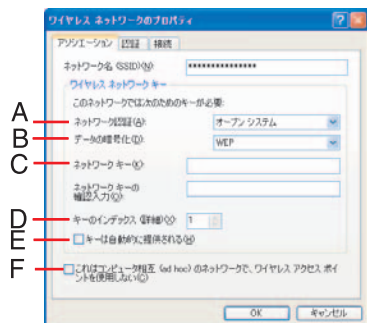 ワイヤレス ネットワークのプロパティ
アソシエーション 認証 接続
ネットワーク名 (SSID)(N) ***************
ワイヤレス ネットワーク キー
このネットワークでは次のためのキーが必要:
A ネットワーク認証(A): オープン システム
B データの暗号化(D): WEP
C ネットワーク キー(K):
ネットワーク キーの
確認入力(O):
D キーのインデックス (詳細)(X): 1
E キーは自動的に提供される(H)
F これはコンピュータ相互 (ad hoc) のネットワークで、ワイヤレス アクセス ポイ
ントを使用しない(C)
OK キャンセル